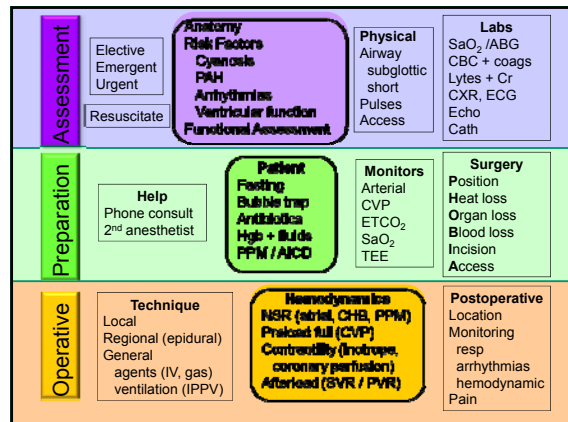 Assessment
Elective
Emergent
Urgent
Resuscitate
Anatomy
Risk Factors
Cyanosis
PAH
Arrhythmias
Ventricular function
Functional Assessment
Physical
Airway
subglottic
short
Pulses
Access
Labs
SaO₂ /ABG
CBC + coags
Lytes + Cr
CXR, ECG
Echo
Cath
Preparation
Help
Phone consult
2nd anesthetist
Patient
Fasting
Bubble trap
Antibiotics
Hgb + fluids
PPM / AICD
Monitors
Arterial
CVP
ETCO₂
SaO₂
TEE
Surgery
Position
Heat loss
Organ loss
Blood loss
Incision
Access
Operative
Technique
Local
Regional (epidural)
General
agents (IV, gas)
ventilation (IPPV)
Hemodynamics
NSR (atrial, CHB, PPM)
Preload full (CVP)
Contractility (inotrope,
coronary perfusion)
Afterload (SVR / PVR)
Postoperative
Location
Monitoring
resp
arrhythmias
hemodynamic
Pain